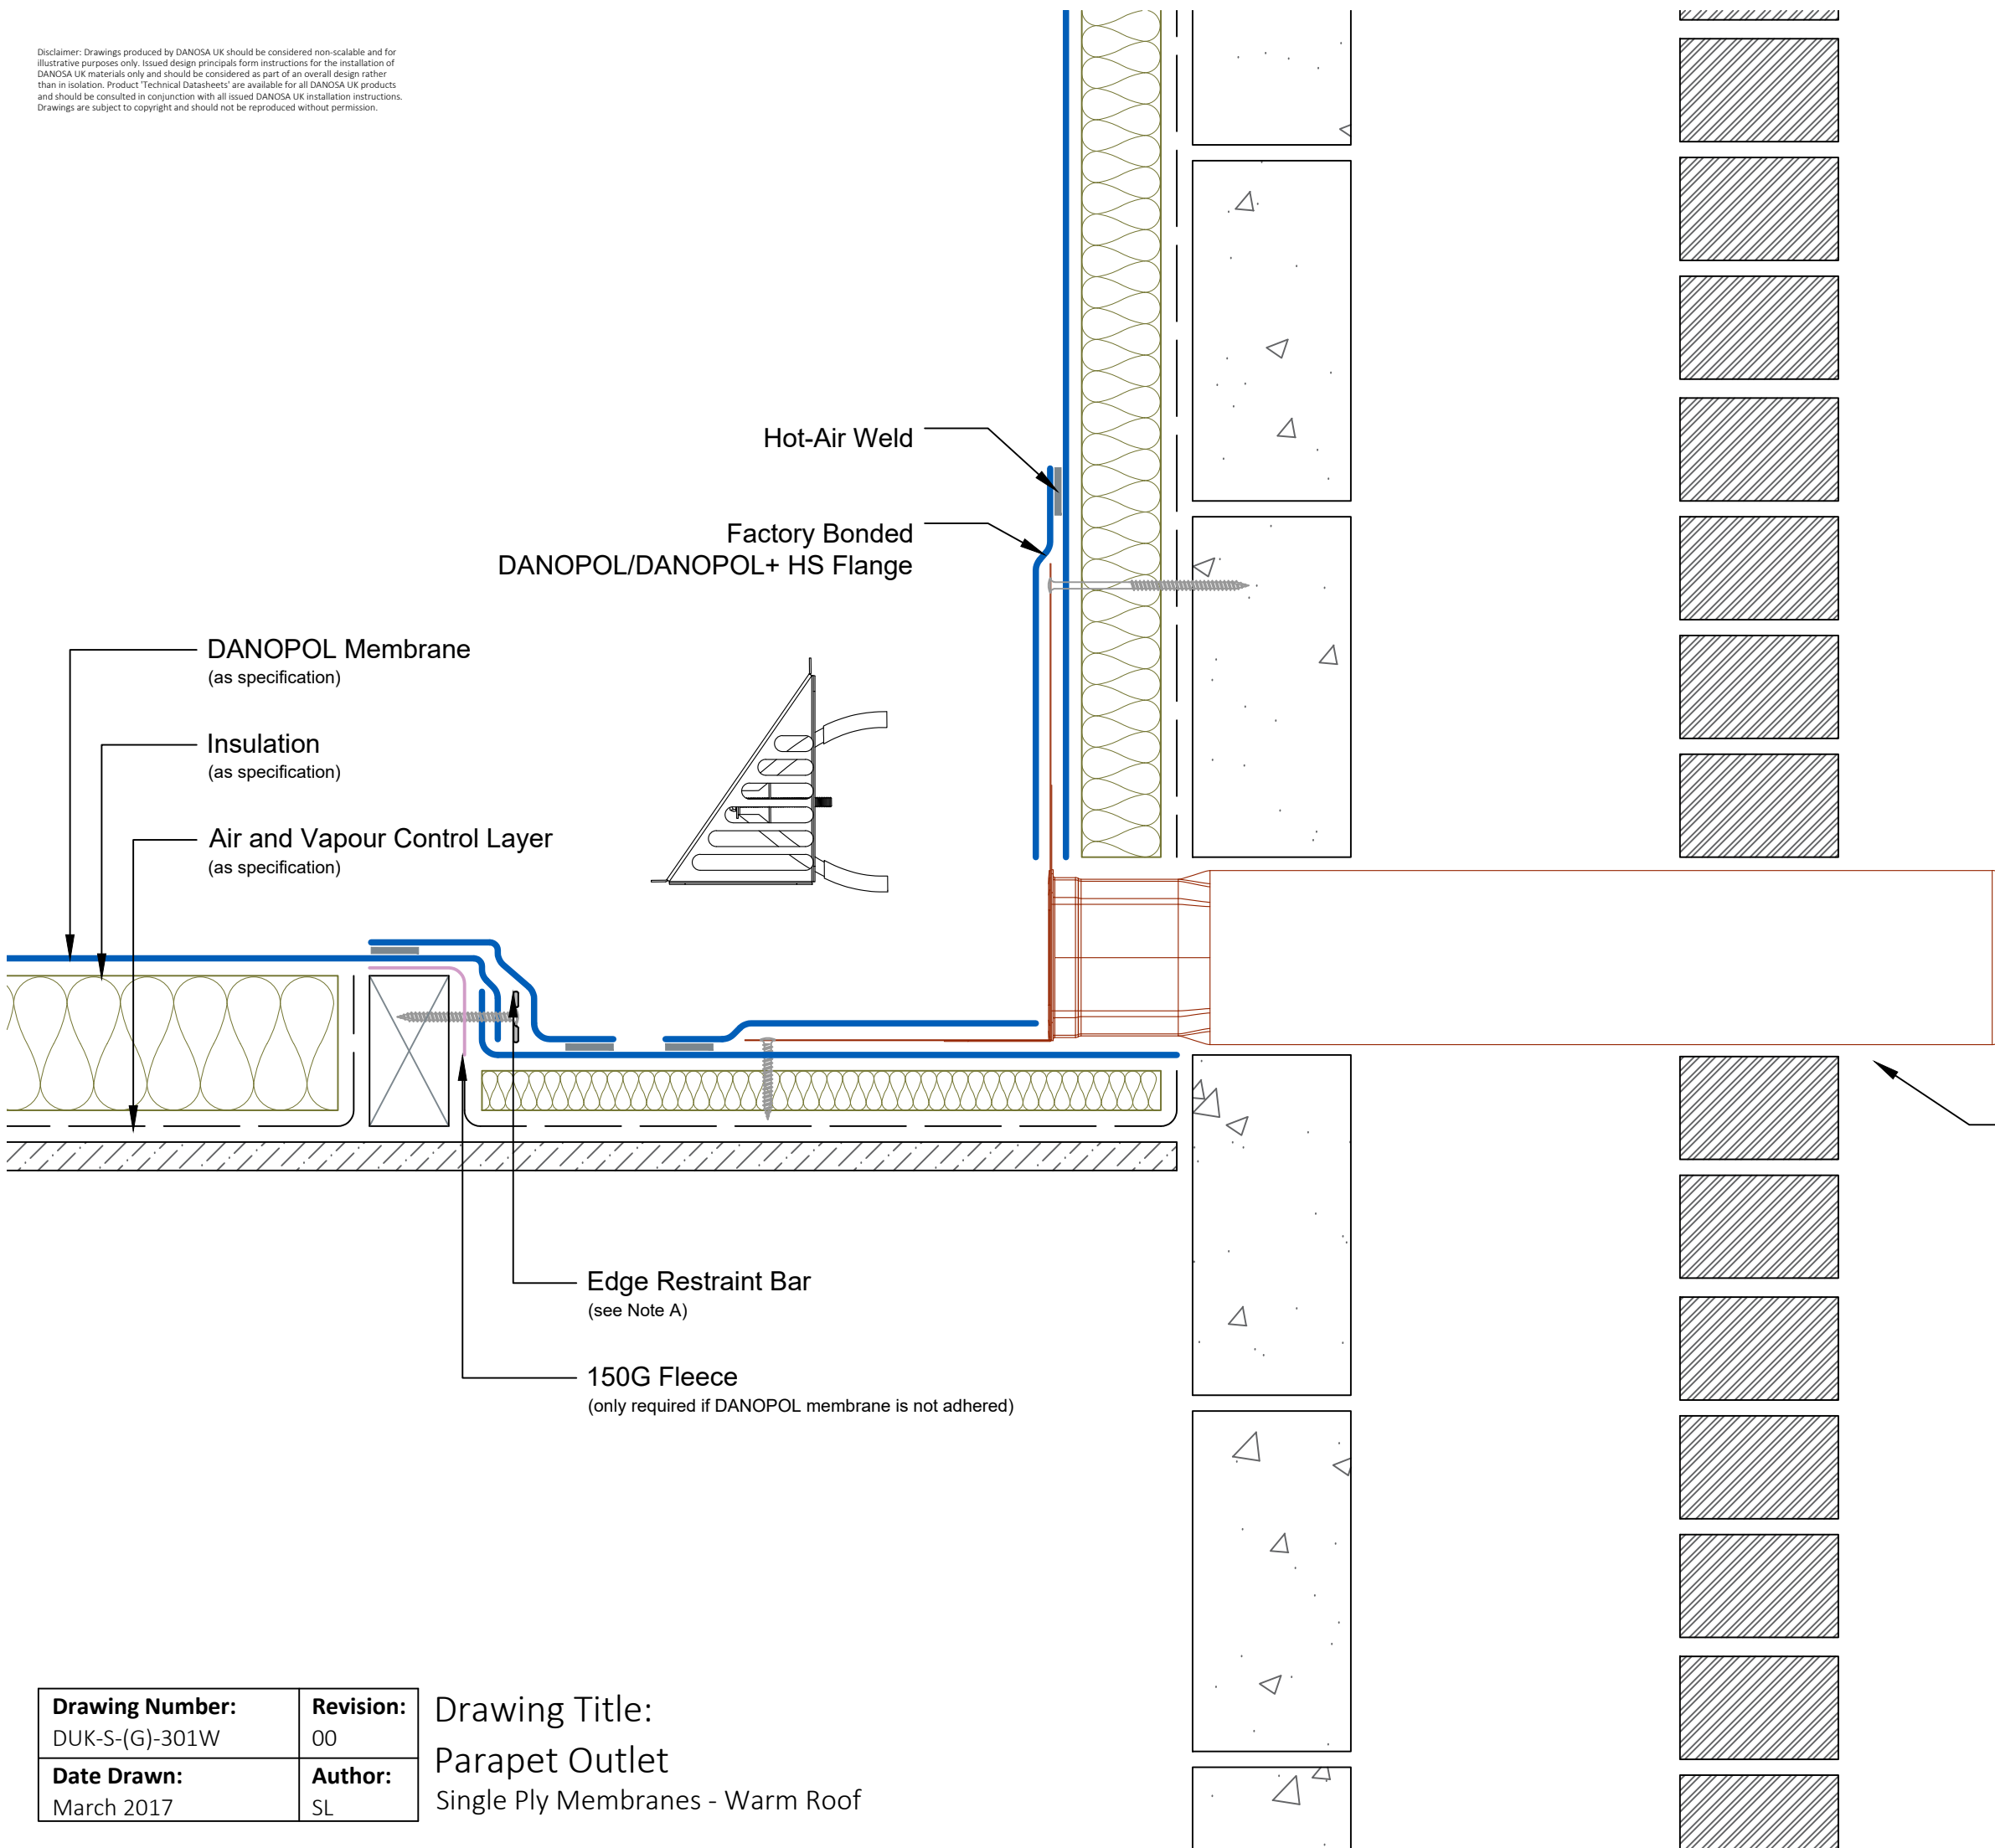 Disclaimer: Drawings produced by DANOSA UK should be considered non-scalable and for
illustrative purposes only. Issued design principals form instructions for the installation of
DANOSA UK materials only and should be considered as part of an overall design rather
than in isolation. Product 'Technical Datasheets' are available for all DANOSA UK products
and should be consulted in conjunction with all issued DANOSA UK installation instructions.
Drawings are subject to copyright and should not be reproduced without permission.
Hot-Air Weld
Factory Bonded
DANOPOL/DANOPOL+ HS Flange
DANOPOL Membrane
(as specification)
Insulation
(as specification)
Air and Vapour Control Layer
(as specification)
Edge Restraint Bar
(see Note A)
150G Fleece
(only required if DANOPOL membrane is not adhered)
Drawing Number:
DUK-S-(G)-301W
Revision:
00
Date Drawn:
March 2017
Author:
SL
Drawing Title:
Parapet Outlet
Single Ply Membranes - Warm Roof